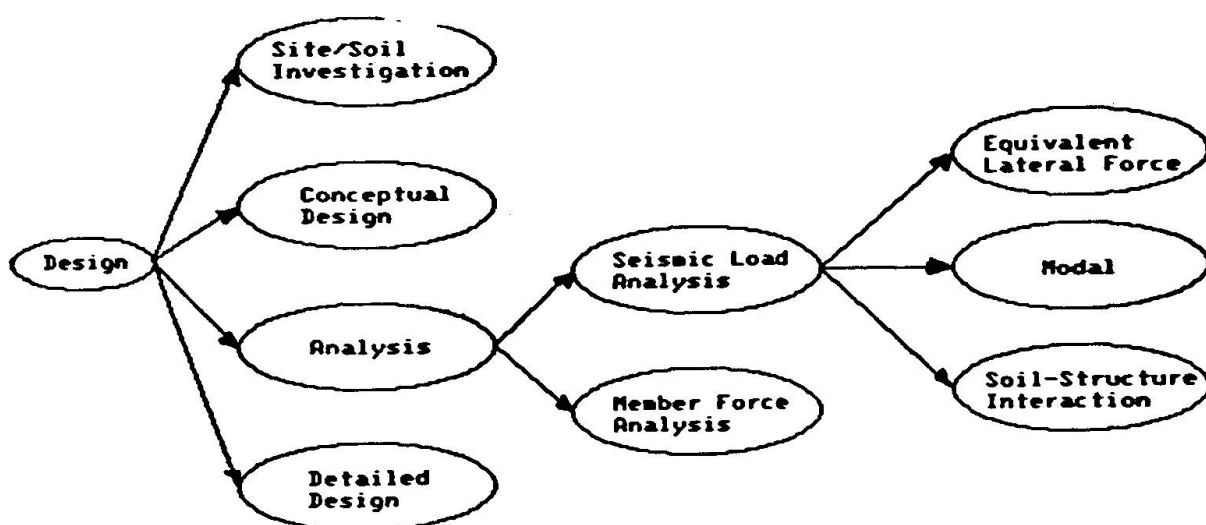 Site/Soil
Investigation
Conceptual
Design
Design
Analysis
Detailed
Design
Seismic Load
Analysis
Member Force
Analysis
Equivalent
Lateral Force
Modal
Soil-Structure
Interaction